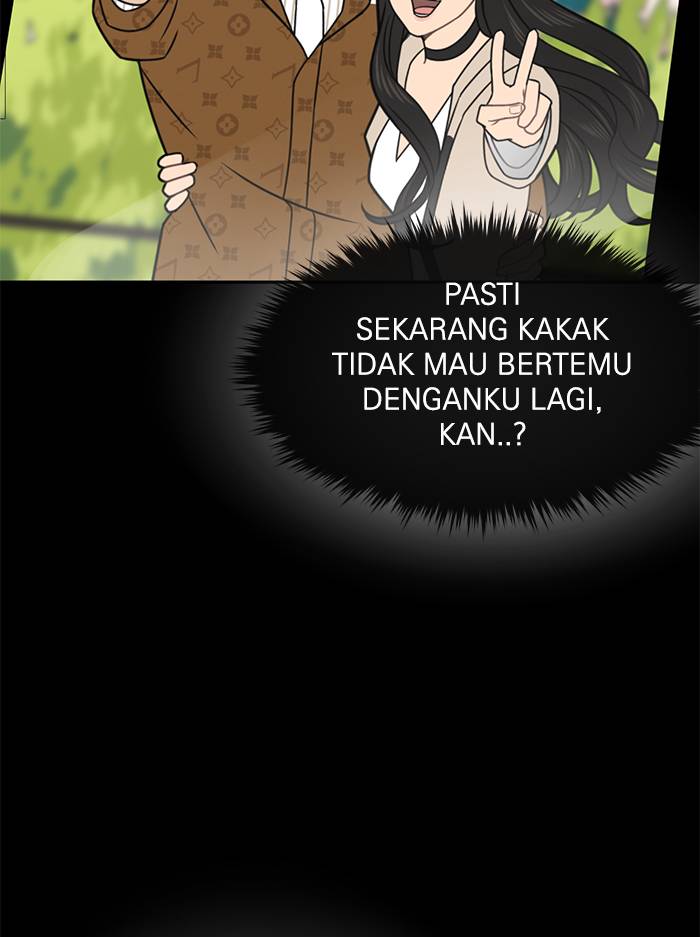 PASTI
SEKARANG KAKAK
TIDAK MAU BERTEMU
DENGANKU LAGI,
KAN..?